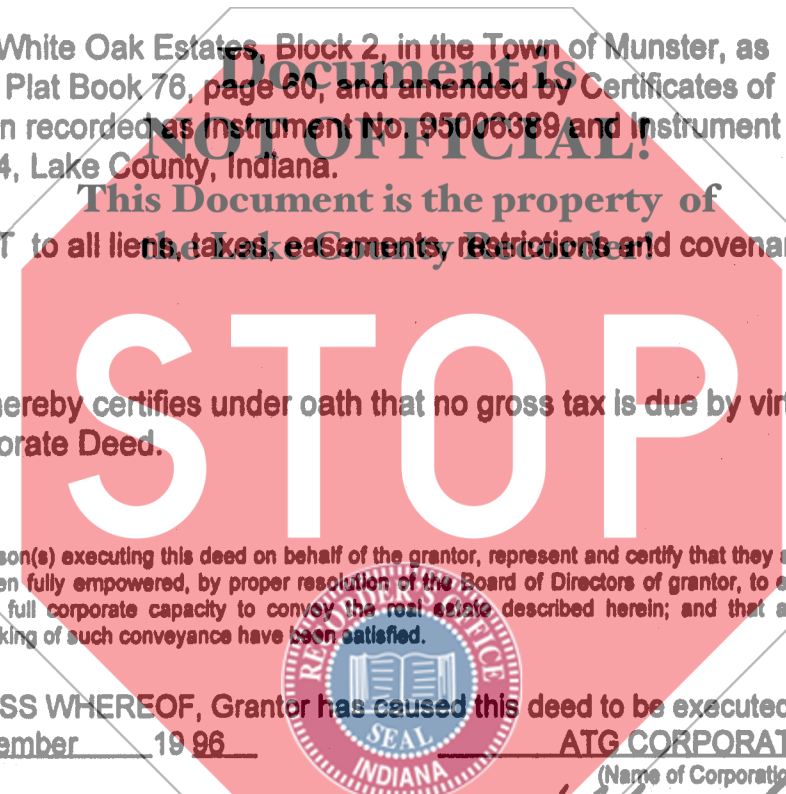 White Oak Estates, Block 2, in the Town of Munster, as
Document is
Plat Book 76, page 60, and amended by Certificates of
n recorded as Instrument No. 95006389 and Instrument
NOT OFFICIAL!
4, Lake County, Indiana.
This Document is the property of
T to all liens, taxes, easements, restrictions and covena
the Lake County Recorder!
STOP
hereby certifies under oath that no gross tax is due by virt
orate Deed.
son(s) executing this deed on behalf of the grantor, represent and certify that they a
en fully empowered, by proper resolution of the Board of Directors of grantor, to e
full corporate capacity to convey the real estate described herein; and that a
king of such conveyance have been satisfied.
RECORDER'S OFFICE
SEAL
INDIANA
SS WHEREOF, Grantor has caused this deed to be executed
ember 19 96 ATG CORPORAT
(Name of Corporatio